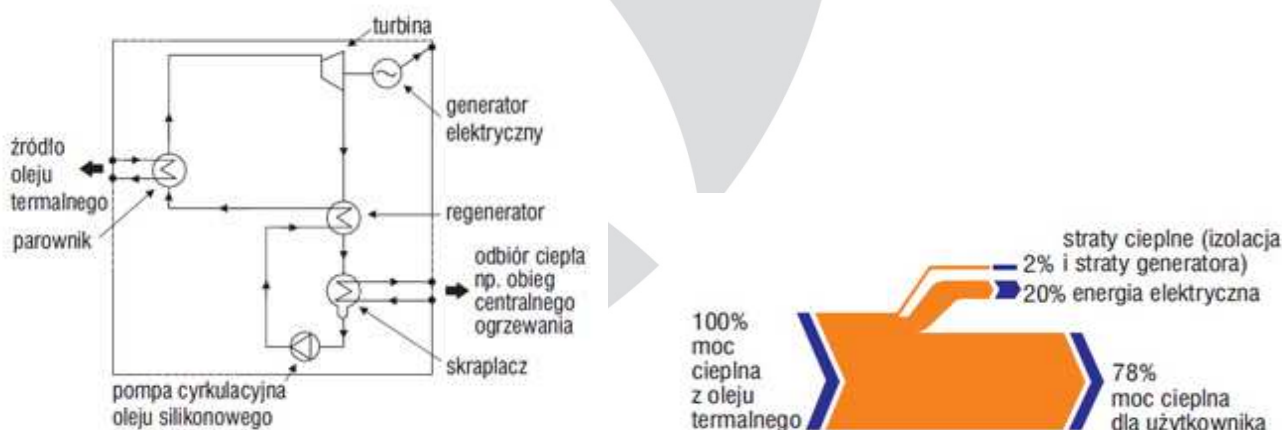 turbina
generator
elektryczny
źródło
oleju
termalnego
parownik
regenerator
odbiór ciepła
np. obieg
centralnego
ogrzewania
skraplacz
pompa cyrkulacyjna
oleju silikonowego
straty cieplne (izolacja
2% i straty generatora)
20% energia elektryczna
100%
moc
cieplna
z oleju
termalnego
78%
moc cieplna
dla użytkownika